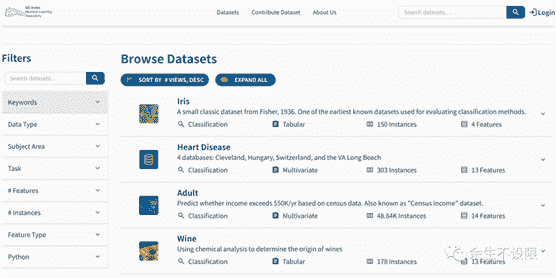 UC Irvine
Machine Learning
Repository
Datasets Contribute Dataset About Us
Search datasets... Login
Filters
Search datasets...
Keywords
Data Type
Subject Area
Task
# Features
# Instances
Feature Type
Python
Browse Datasets
SORT BY # VIEWS, DESC EXPAND ALL
Iris
A small classic dataset from Fisher, 1936. One of the earliest known datasets used for evaluating classification methods.
Classification Tabular 150 Instances 4 Features
Heart Disease
4 databases: Cleveland, Hungary, Switzerland, and the VA Long Beach
Classification Multivariate 303 Instances 13 Features
Adult
Predict whether income exceeds $50K/yr based on census data. Also known as "Census Income" dataset.
Classification Multivariate 48.84K Instances 14 Features
Wine
Using chemical analysis to determine the origin of wines
Classification Tabular 178 Instances 13 Features
余生不设限